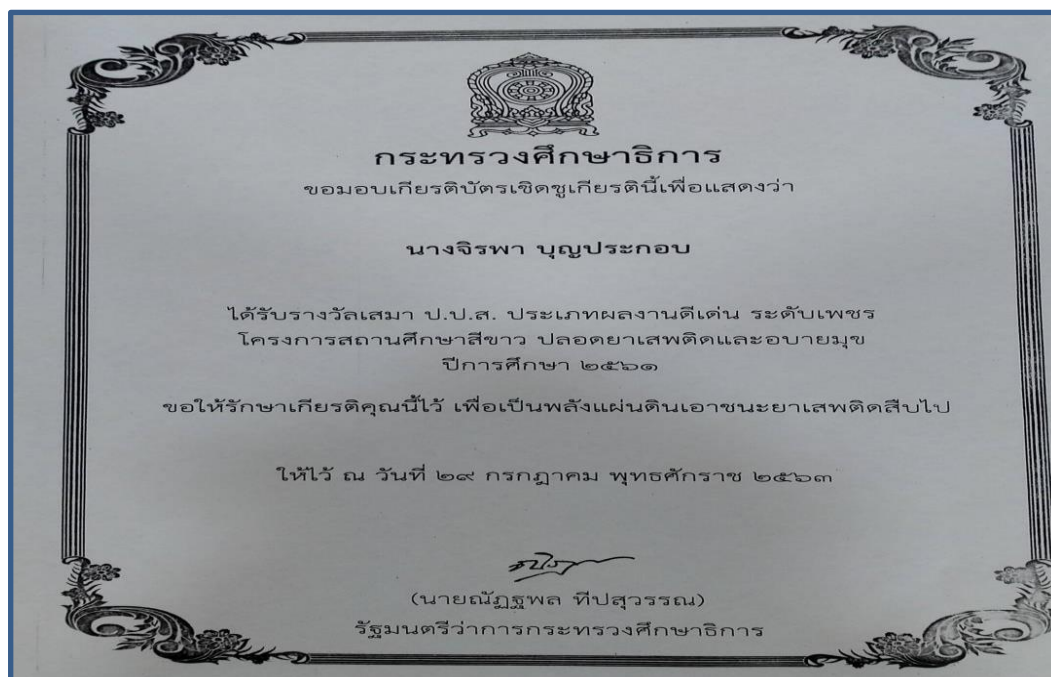 กระทรวงศึกษาธิการ
ขอมอบเกียรติบัตรเชิดชูเกียรตินี้เพื่อแสดงว่า
นางจิรพา บุญประกอบ
ได้รับรางวัลเสมา ป.ป.ส. ประเภทผลงานดีเด่น ระดับเพชร
โครงการสถานศึกษาสีขาว ปลอดยาเสพติดและอบายมุข
ปีการศึกษา ๒๕๖๑
ขอให้รักษาเกียรติคุณนี้ไว้ เพื่อเป็นพลังแผ่นดินเอาชนะยาเสพติดสืบไป
ให้ไว้ ณ วันที่ ๒๙ กรกฎาคม พุทธศักราช ๒๕๖๓
(นายณัฏฐพล ทีปสุวรรณ)
รัฐมนตรีว่าการกระทรวงศึกษาธิการ